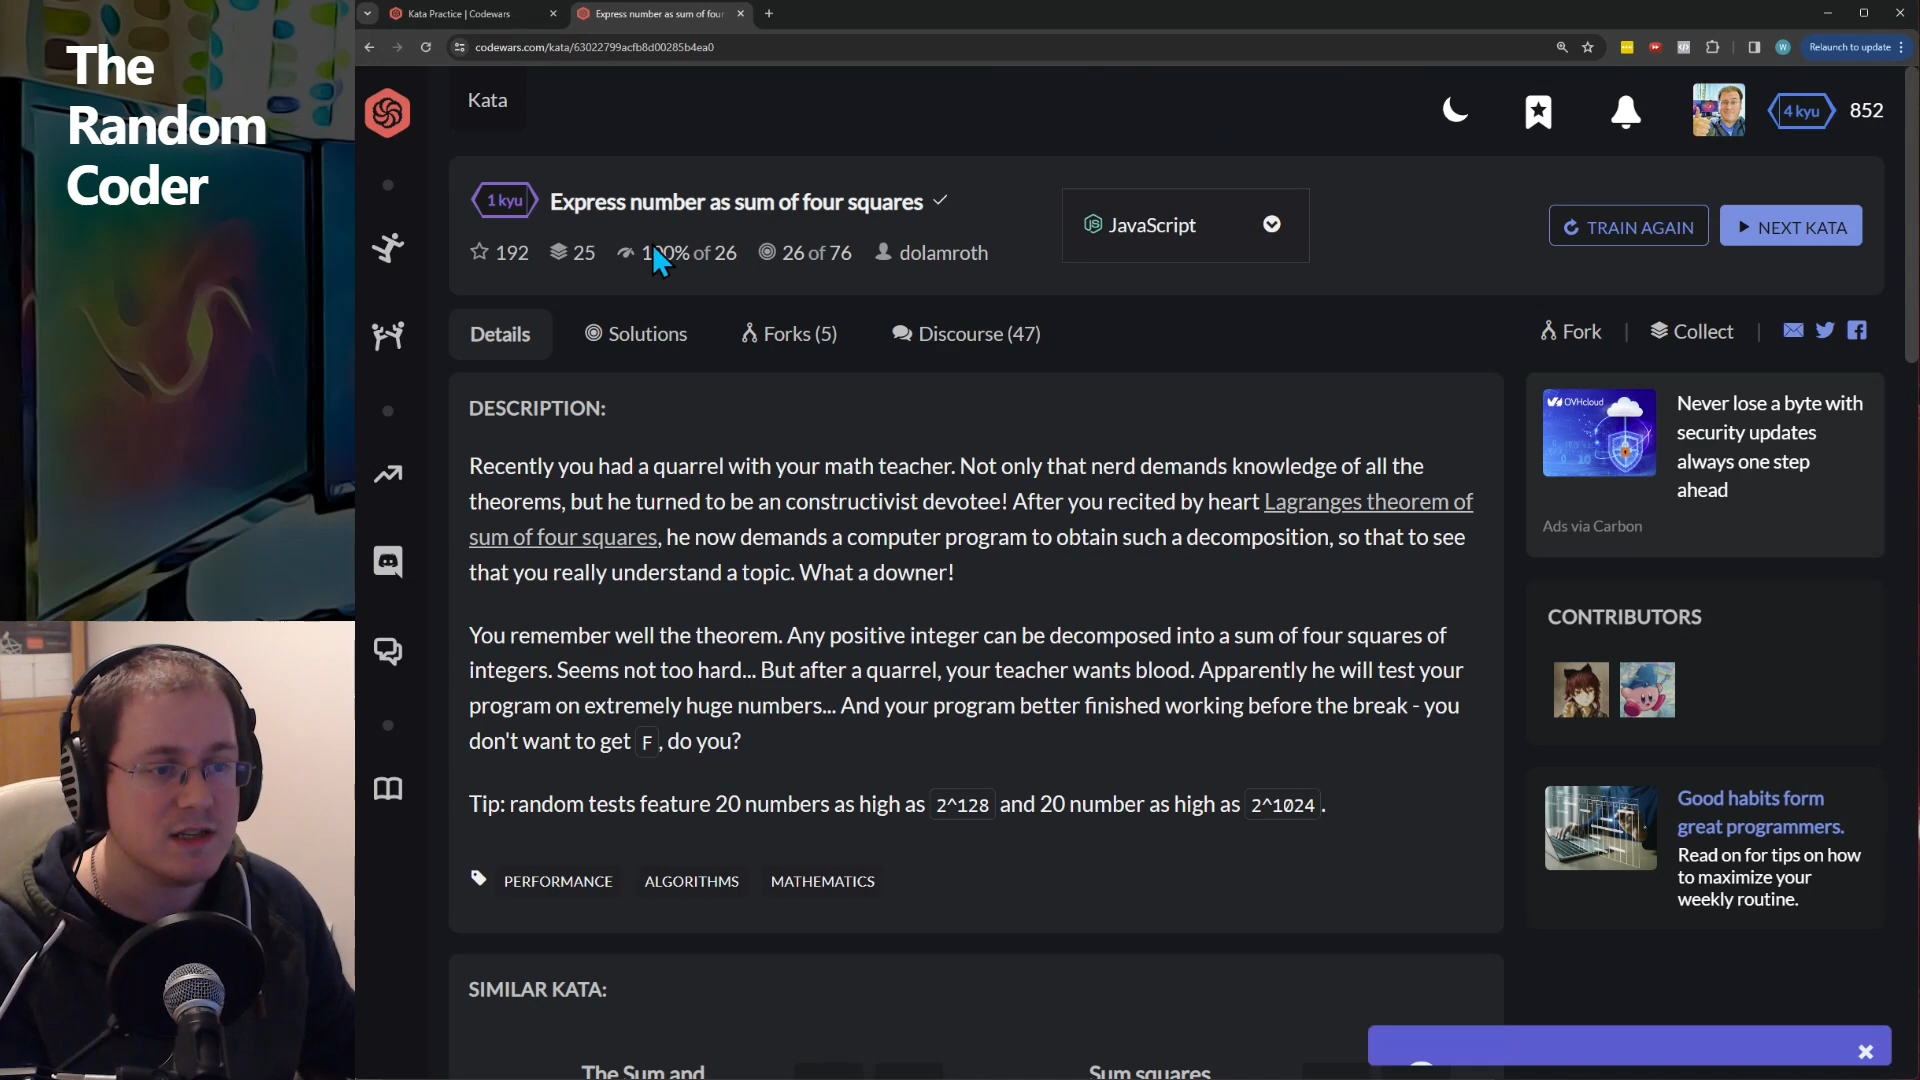 The
Random
Coder
Kata Practice | Codewars
Express number as sum of four
codewars.com/kata/63022799acfb8d00285b4ea0
W
Relaunch to update
Kata
4 kyu
852
1 kyu
Express number as sum of four squares
192
25
100% of 26
26 of 76
dolamroth
JavaScript
TRAIN AGAIN
NEXT KATA
Details
Solutions
Forks (5)
Discourse (47)
Fork
Collect
DESCRIPTION:
Recently you had a quarrel with your math teacher. Not only that nerd demands knowledge of all the
theorems, but he turned to be an constructivist devotee! After you recited by heart Lagranges theorem of
sum of four squares, he now demands a computer program to obtain such a decomposition, so that to see
that you really understand a topic. What a downer!
You remember well the theorem. Any positive integer can be decomposed into a sum of four squares of
integers. Seems not too hard... But after a quarrel, your teacher wants blood. Apparently he will test your
program on extremely huge numbers... And your program better finished working before the break - you
don't want to get F, do you?
Tip: random tests feature 20 numbers as high as 2^128 and 20 number as high as 2^1024.
PERFORMANCE
ALGORITHMS
MATHEMATICS
SIMILAR KATA:
The Sum and
Sum squares
OVHcloud
Never lose a byte with
security updates
always one step
ahead
Ads via Carbon
CONTRIBUTORS
Good habits form
great programmers.
Read on for tips on how
to maximize your
weekly routine.